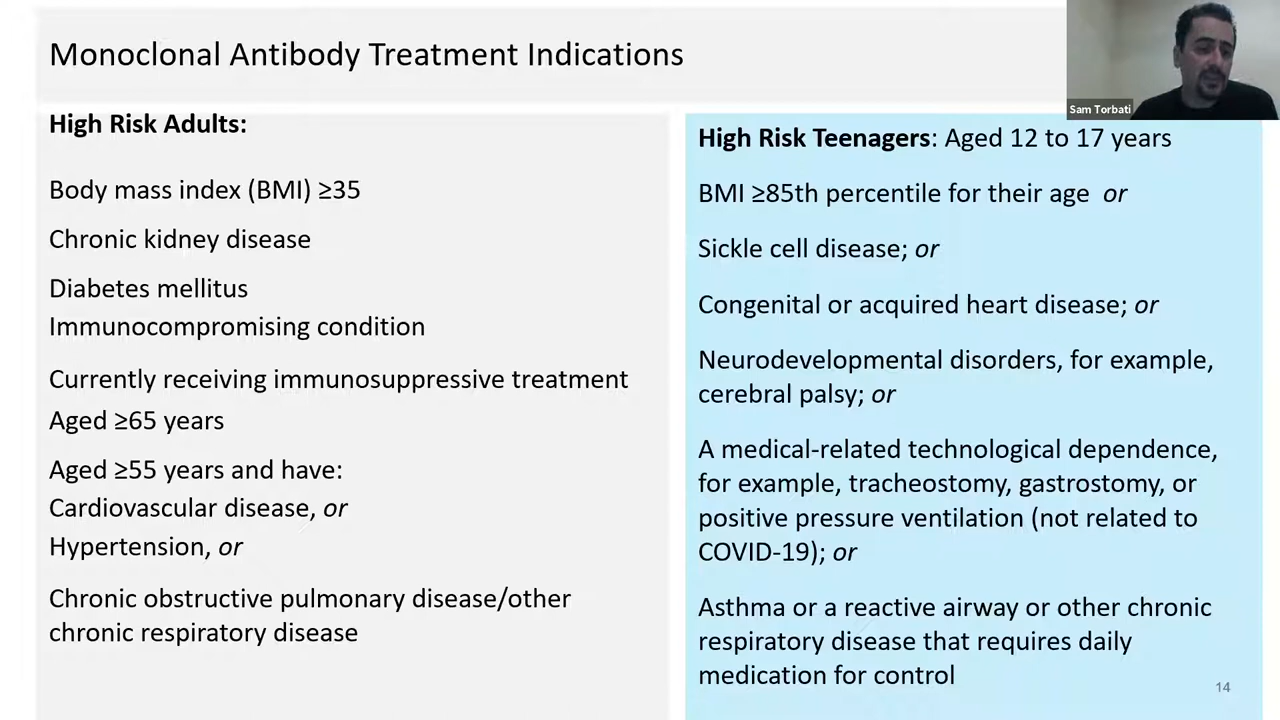 Monoclonal Antibody Treatment Indications
Sam Torbati
High Risk Adults:
Body mass index (BMI) ≥35
Chronic kidney disease
Diabetes mellitus
Immunocompromising condition
Currently receiving immunosuppressive treatment
Aged ≥65 years
Aged ≥55 years and have:
Cardiovascular disease, or
Hypertension, or
Chronic obstructive pulmonary disease/other
chronic respiratory disease
High Risk Teenagers: Aged 12 to 17 years
BMI ≥85th percentile for their age or
Sickle cell disease; or
Congenital or acquired heart disease; or
Neurodevelopmental disorders, for example,
cerebral palsy; or
A medical-related technological dependence,
for example, tracheostomy, gastrostomy, or
positive pressure ventilation (not related to
COVID-19); or
Asthma or a reactive airway or other chronic
respiratory disease that requires daily
medication for control
14